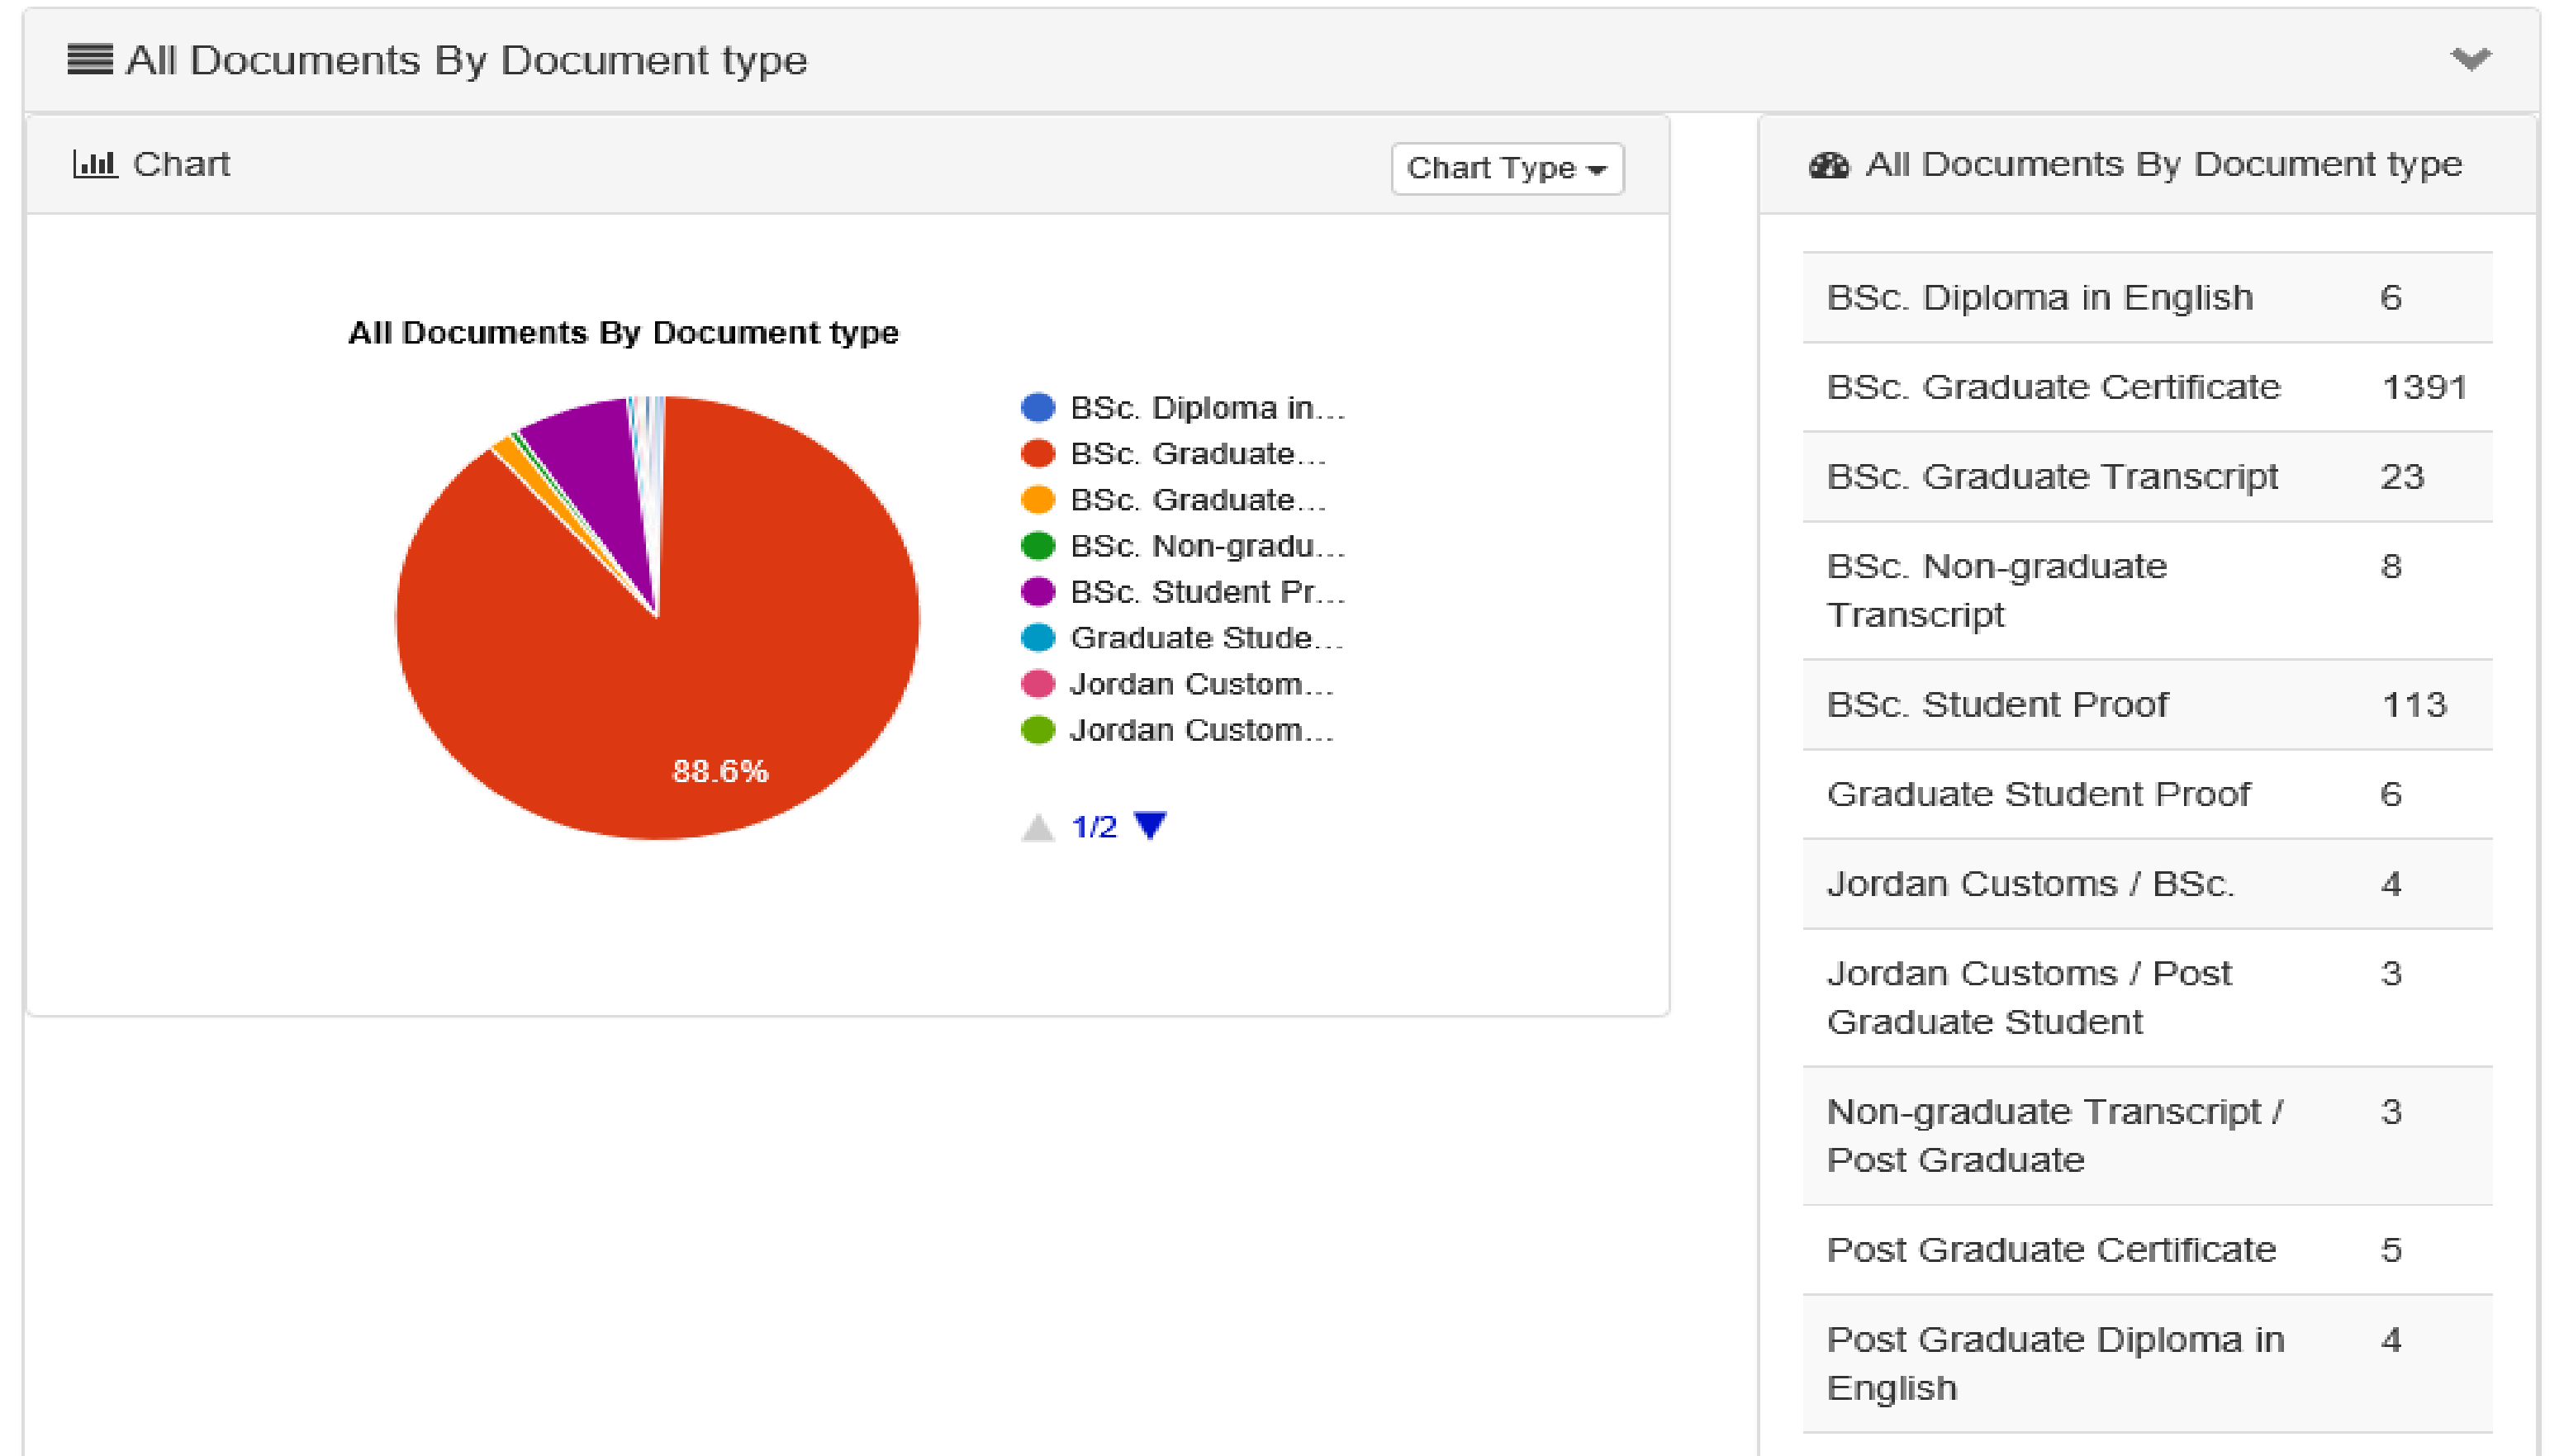 All Documents By Document type
Chart
Chart Type
All Documents By Document type
88.6%
BSc. Diploma in...
BSc. Graduate...
BSc. Graduate...
BSc. Non-gradu...
BSc. Student Pr...
Graduate Stude...
Jordan Custom...
Jordan Custom...
1/2
All Documents By Document type
BSc. Diploma in English 6
BSc. Graduate Certificate 1391
BSc. Graduate Transcript 23
BSc. Non-graduate 8
Transcript
BSc. Student Proof 113
Graduate Student Proof 6
Jordan Customs / BSc. 4
Jordan Customs / Post 3
Graduate Student
Non-graduate Transcript / 3
Post Graduate
Post Graduate Certificate 5
Post Graduate Diploma in 4
English